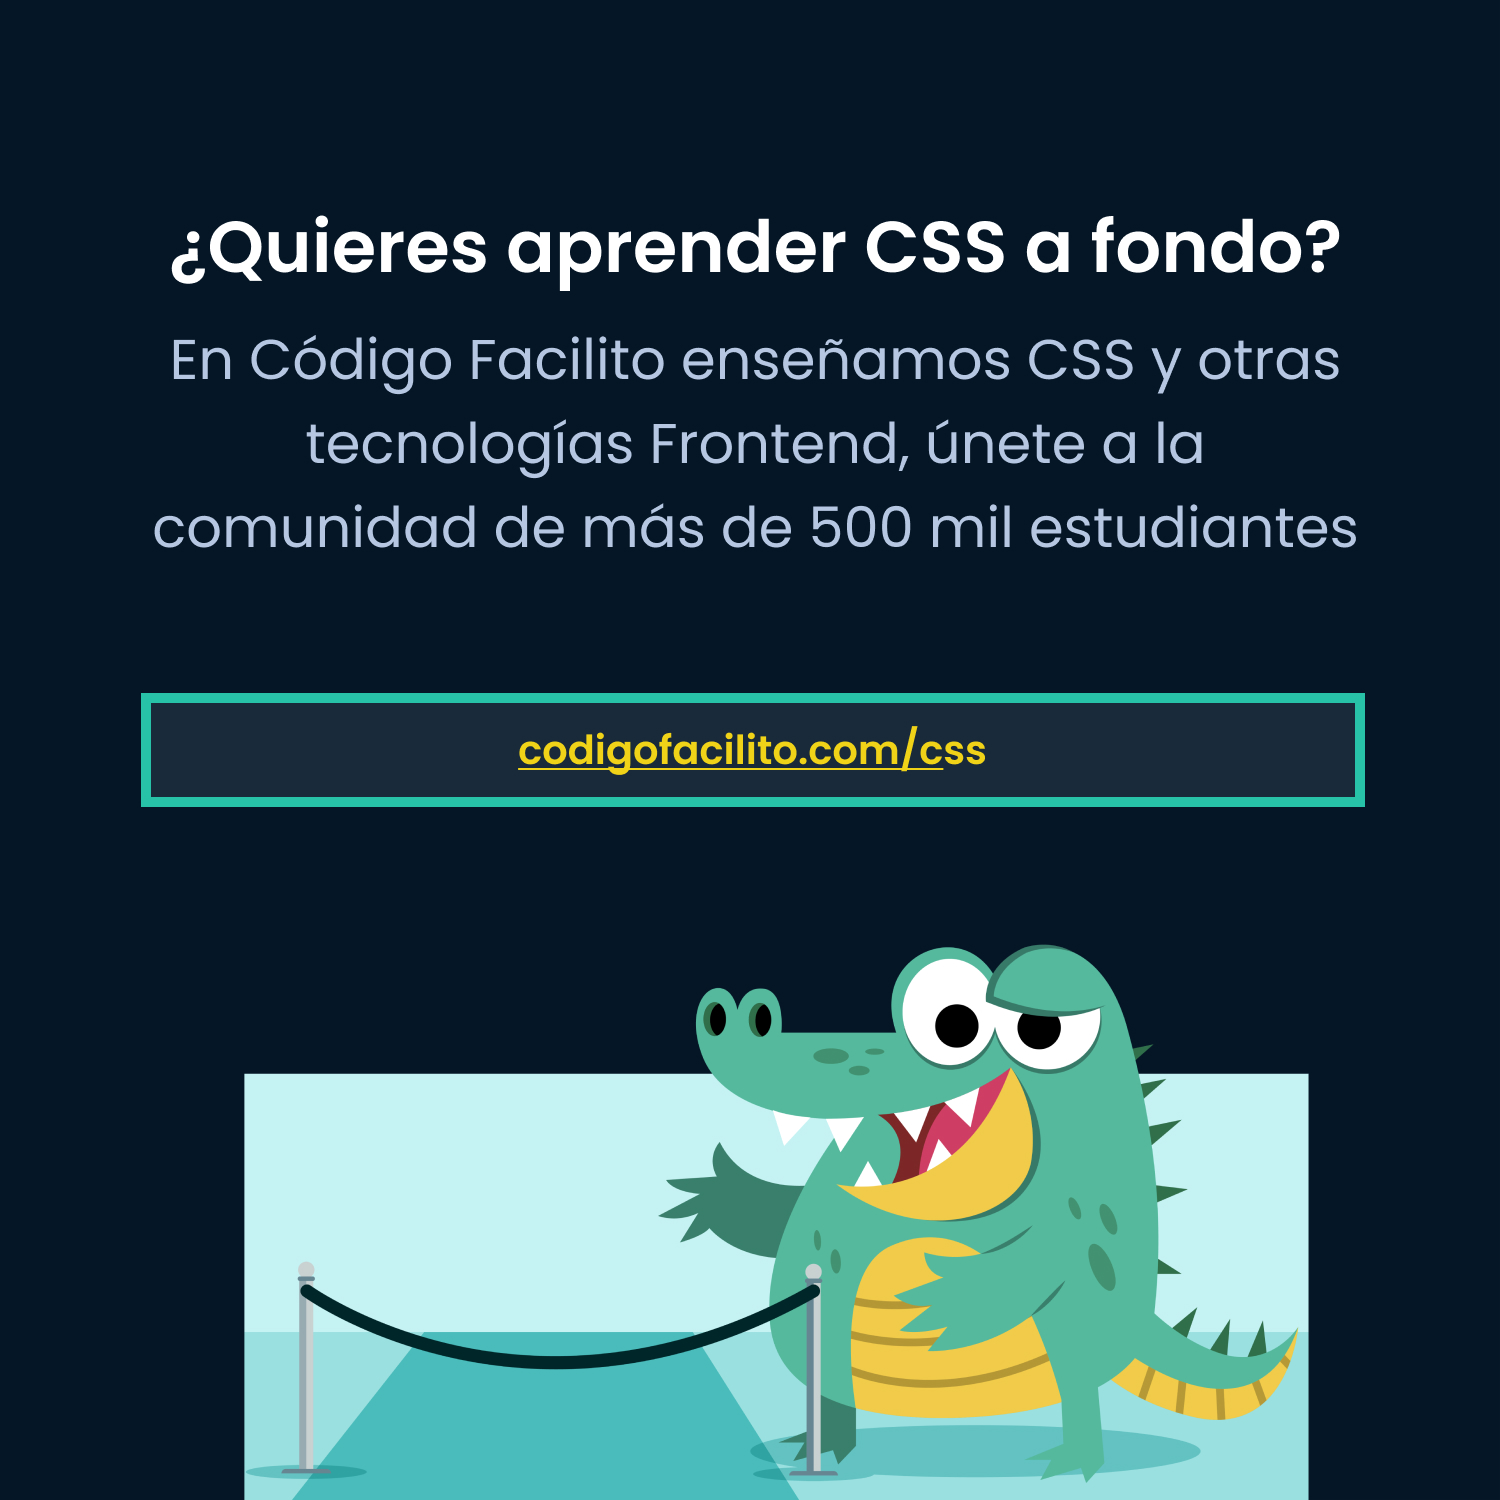 ¿Quieres aprender CSS a fondo?
En Código Facilito enseñamos CSS y otras
tecnologías Frontend, únete a la
comunidad de más de 500 mil estudiantes
codigofacilito.com/css